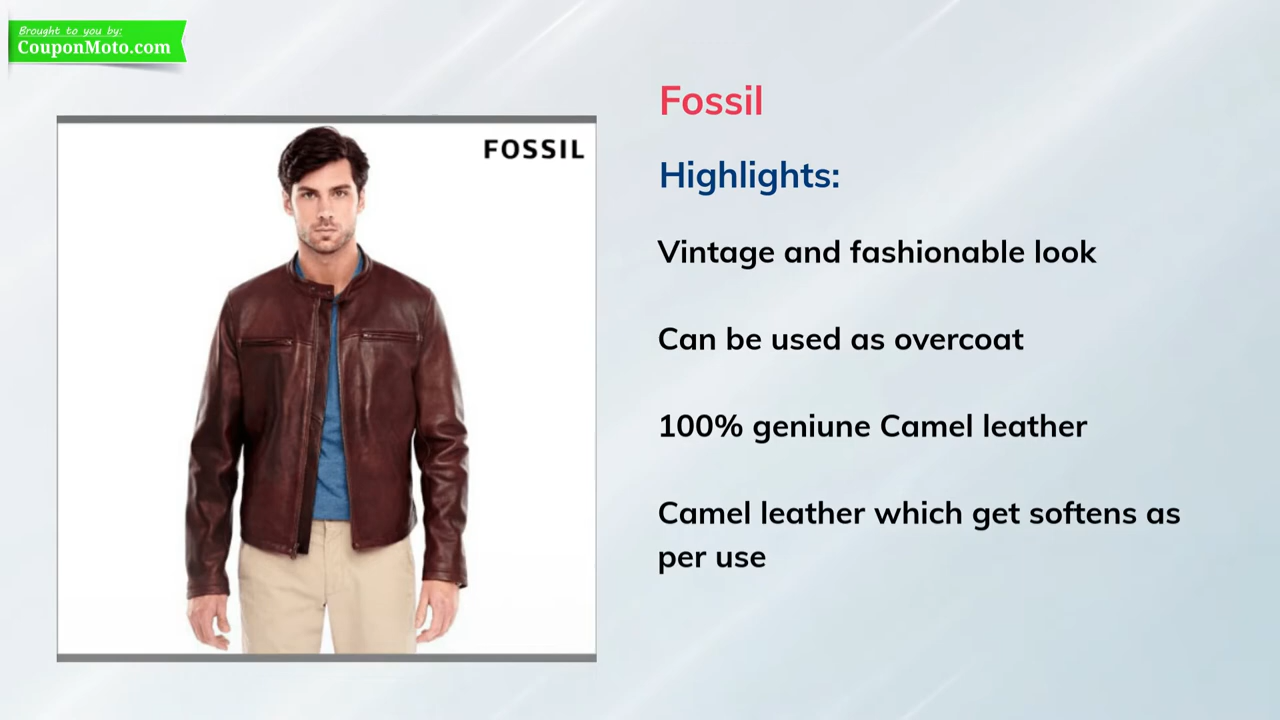 Brought to you by:
CouponMoto.com
FOSSIL
Fossil
Highlights:
Vintage and fashionable look
Can be used as overcoat
100% geniune Camel leather
Camel leather which get softens as
per use